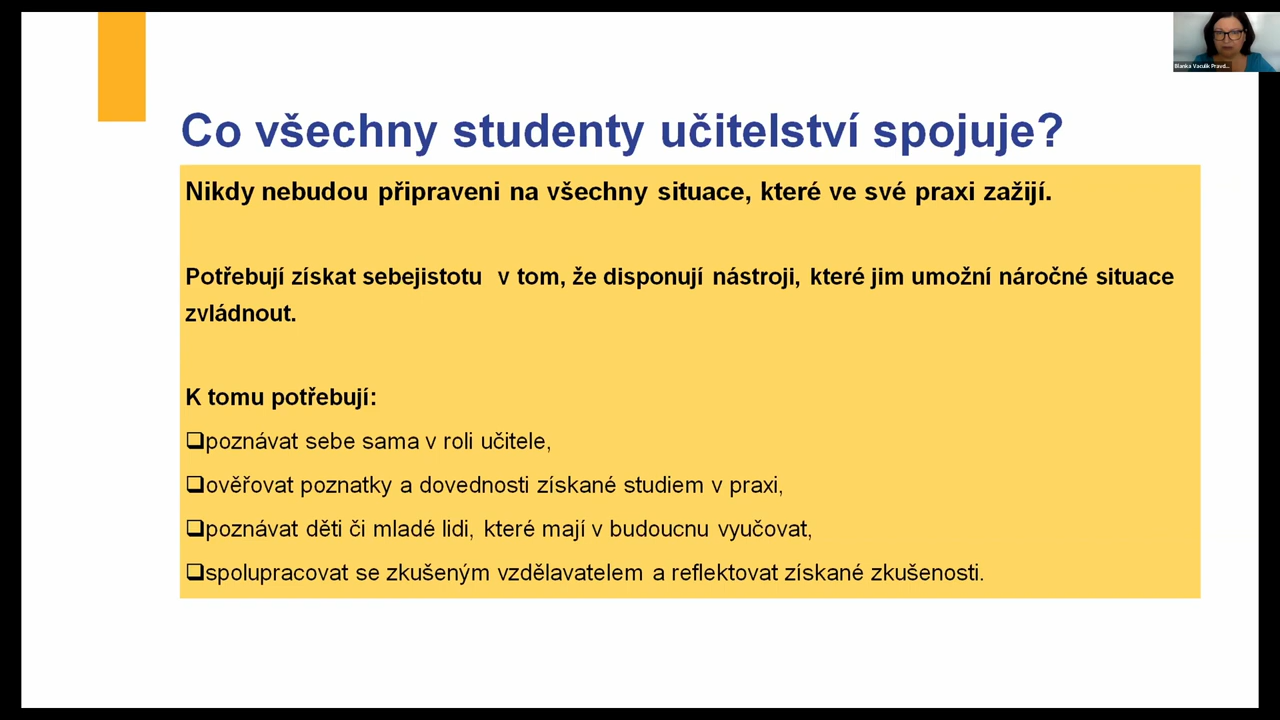 Blanka Vaculík Pravd...
Co všechny studenty učitelství spojuje?
Nikdy nebudou připraveni na všechny situace, které ve své praxi zažijí.
Potřebují získat sebejistotu v tom, že disponují nástroji, které jim umožní náročné situace
zvládnout.
K tomu potřebují:
❑poznávat sebe sama v roli učitele,
❑ověřovat poznatky a dovednosti získané studiem v praxi,
❑poznávat děti či mladé lidi, které mají v budoucnu vyučovat,
❑spolupracovat se zkušeným vzdělavatelem a reflektovat získané zkušenosti.